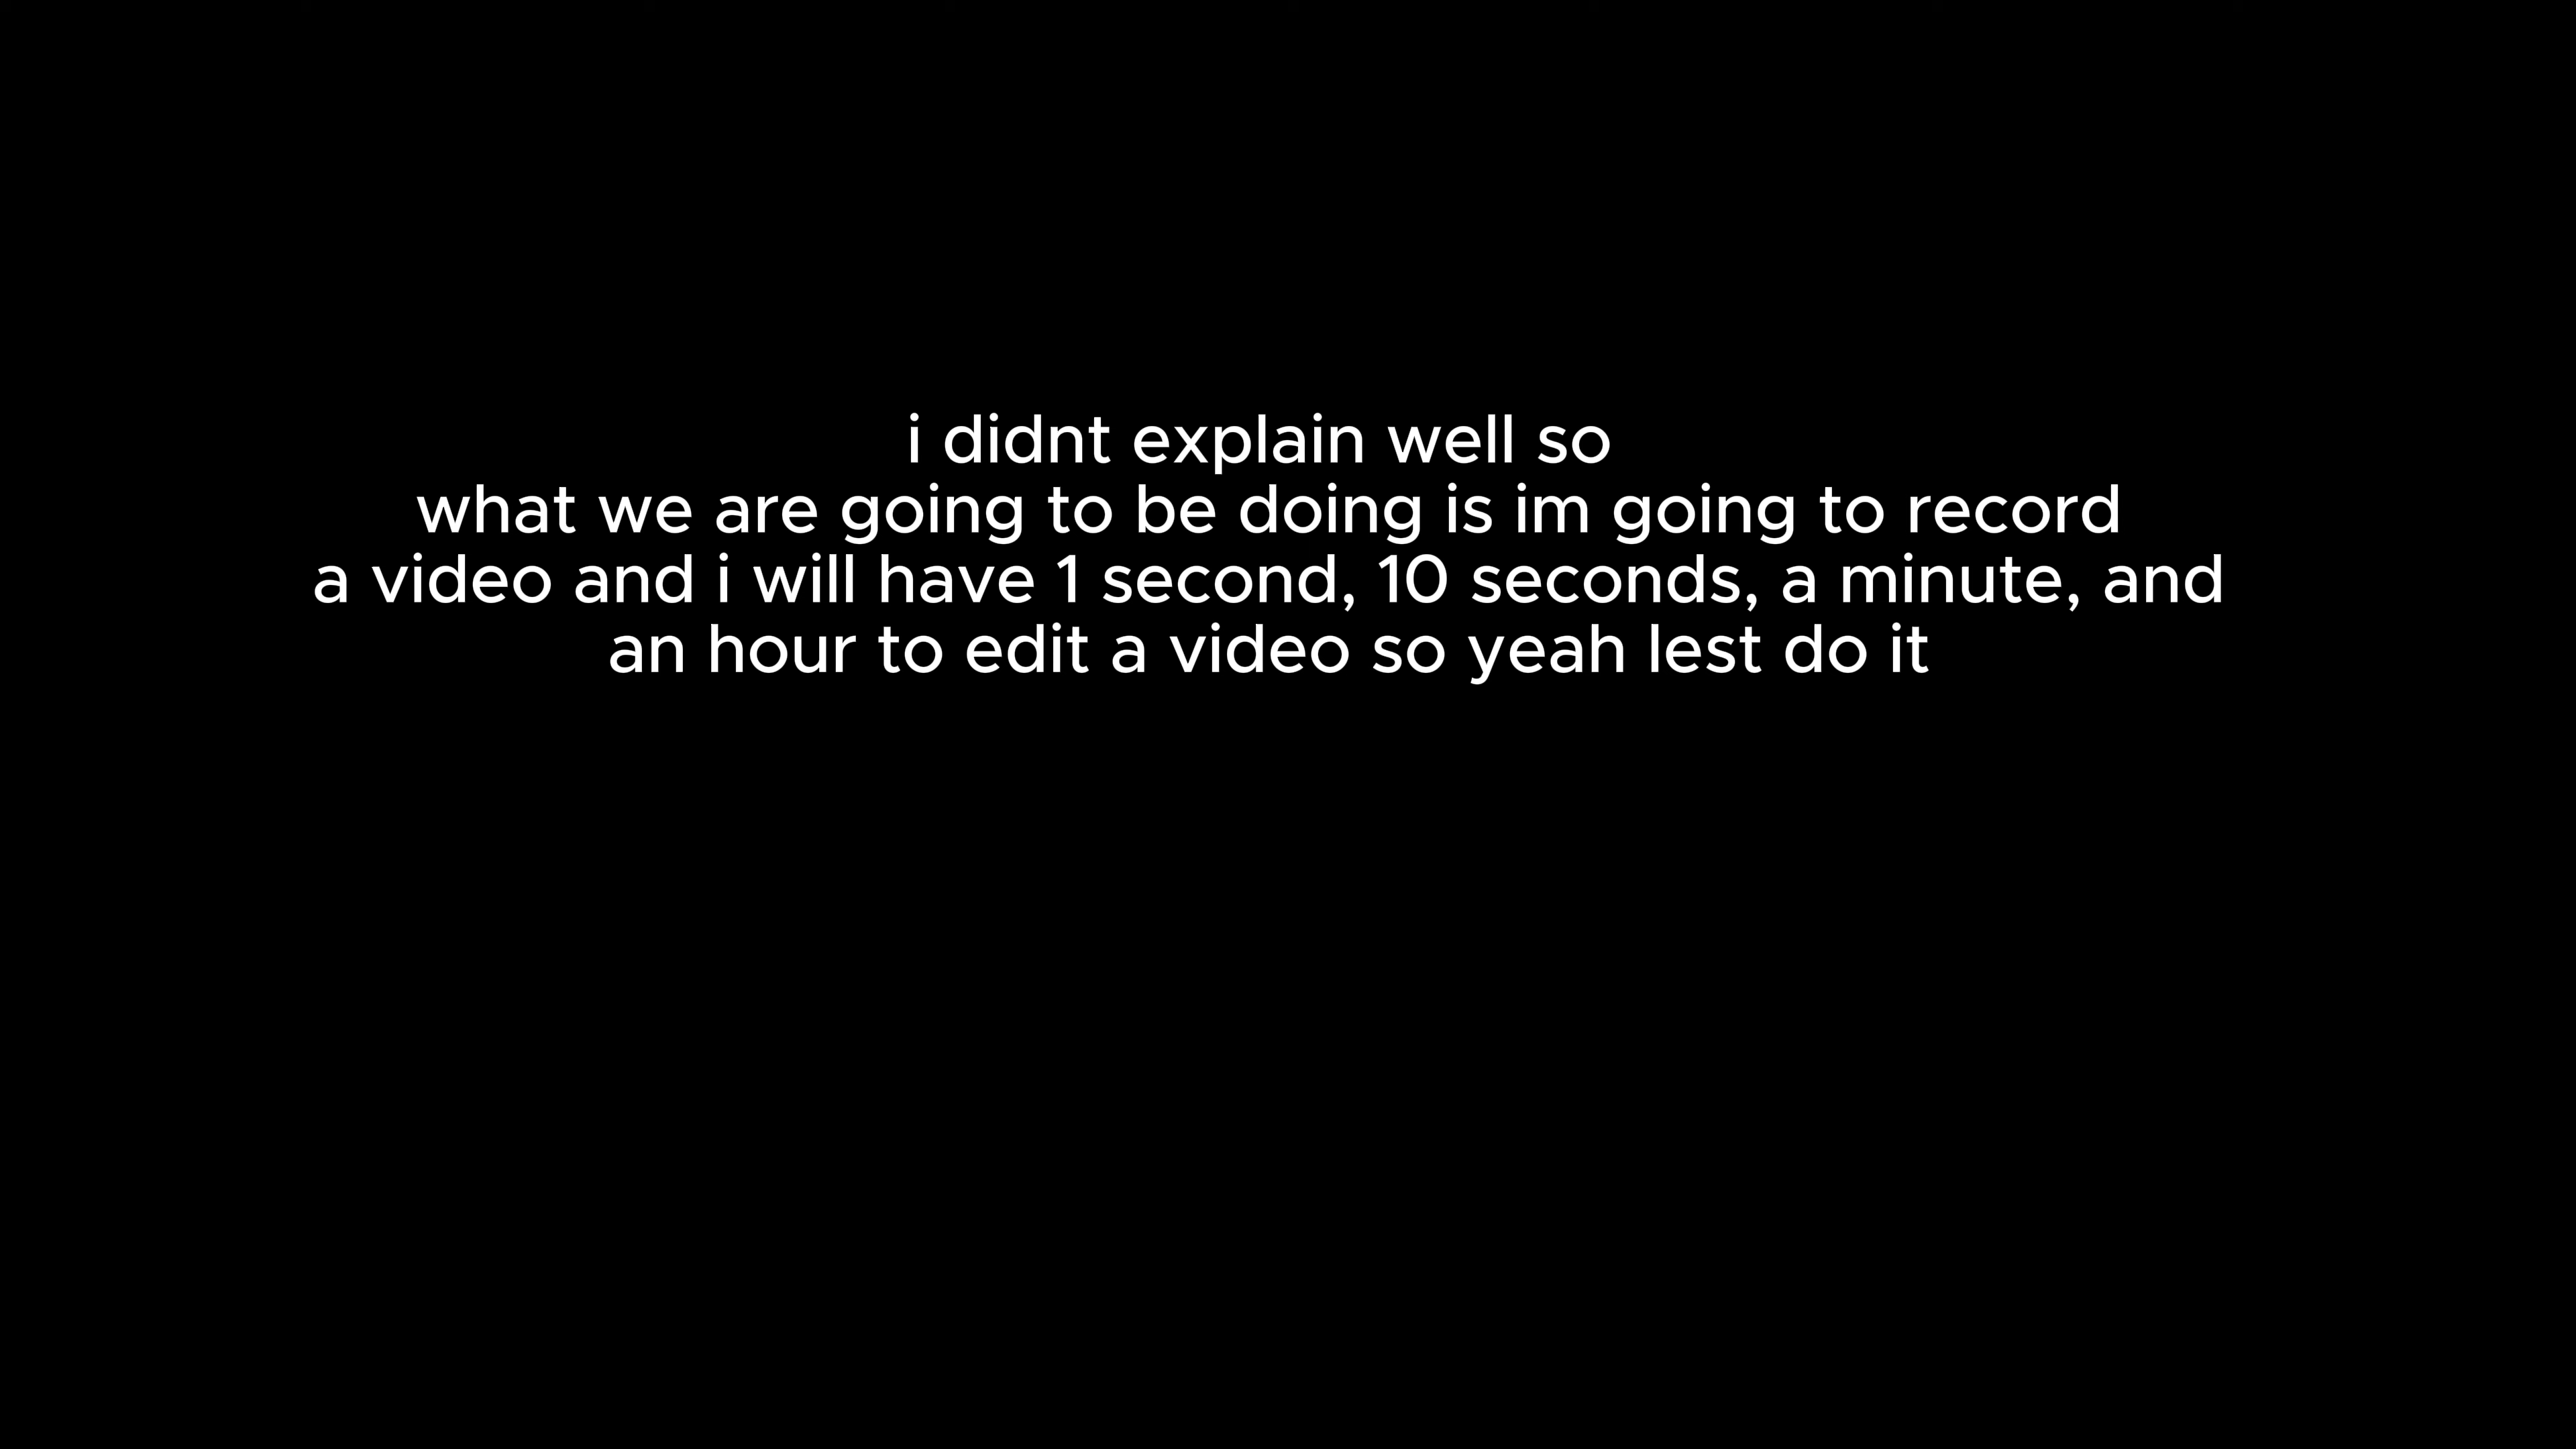 i didnt explain well so
what we are going to be doing is im going to record
a video and i will have 1 second, 10 seconds, a minute, and
an hour to edit a video so yeah lest do it